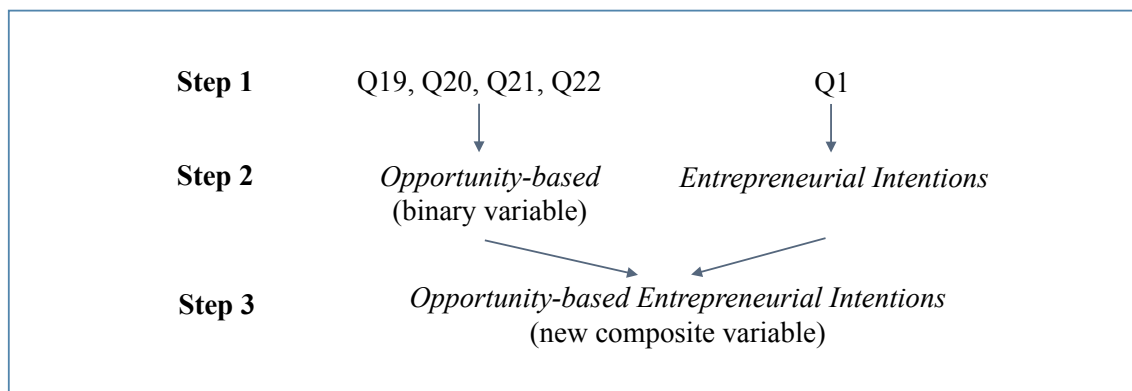 Step 1 Q19, Q20, Q21, Q22 Q1
Step 2 Opportunity-based Entrepreneurial Intentions
(binary variable)
Step 3 Opportunity-based Entrepreneurial Intentions
(new composite variable)